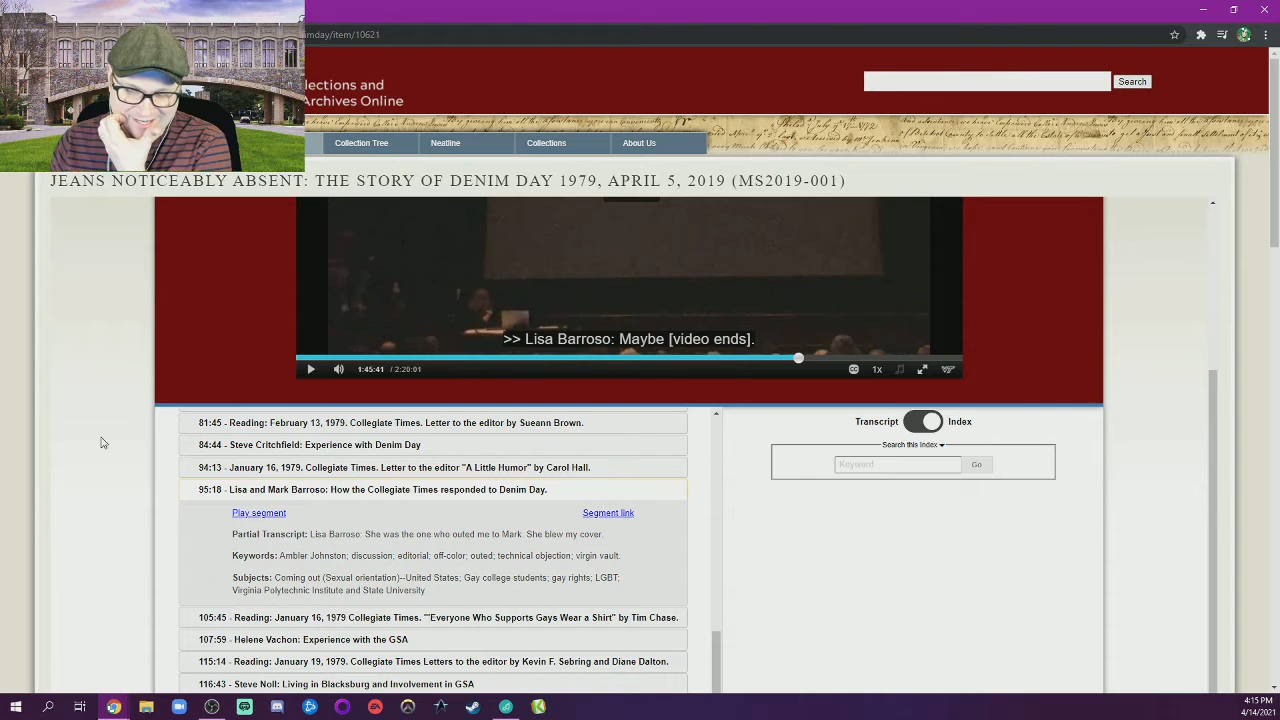 imday/item/10621
lections and
Archives Online
Search
Collection Tree
Neatline
Collections
About Us
JEANS NOTICEABLY ABSENT: THE STORY OF DENIM DAY 1979, APRIL 5, 2019 (MS2019-001)
>> Lisa Barroso: Maybe [video ends].
1:45:41 / 2:20:01
CC
1x
81:45 - Reading: February 13, 1979. Collegiate Times. Letter to the editor by Sueann Brown.
84:44 - Steve Critchfield: Experience with Denim Day
94:13 - January 16, 1979. Collegiate Times. Letter to the editor "A Little Humor" by Carol Hall.
95:18 - Lisa and Mark Barroso: How the Collegiate Times responded to Denim Day.
Play segment
Segment link
Partial Transcript: Lisa Barroso: She was the one who outed me to Mark. She blew my cover.
Keywords: Ambler Johnston; discussion; editorial; off-color; outed; technical objection; virgin vault.
Subjects: Coming out (Sexual orientation)--United States; Gay college students; gay rights; LGBT;
Virginia Polytechnic Institute and State University
105:45 - Reading: January 16, 1979 Collegiate Times. ""Everyone Who Supports Gays Wear a Shirt" by Tim Chase.
107:59 - Helene Vachon: Experience with the GSA
115:14 - Reading: January 19, 1979. Collegiate Times Letters to the editor by Kevin F. Sebring and Diane Dalton.
116:43 - Steve Noll: Living in Blacksburg and Involvement in GSA
Transcript
Index
Search this Index
Keyword
Go
4:15 PM
4/14/2021